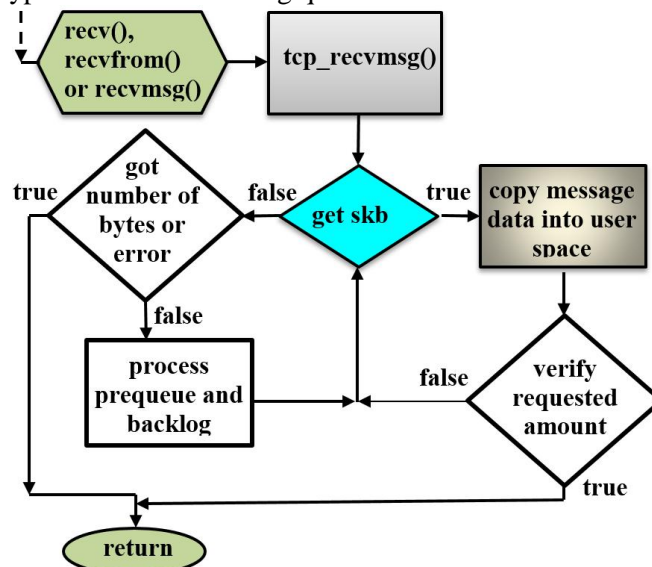 recv(),
recvfrom()
or recvmsg()
tcp_recvmsg()
got
number of
bytes or
error
true
false
get skb
true
copy message
data into user
space
false
process
prequeue and
backlog
false
verify
requested
amount
true
return